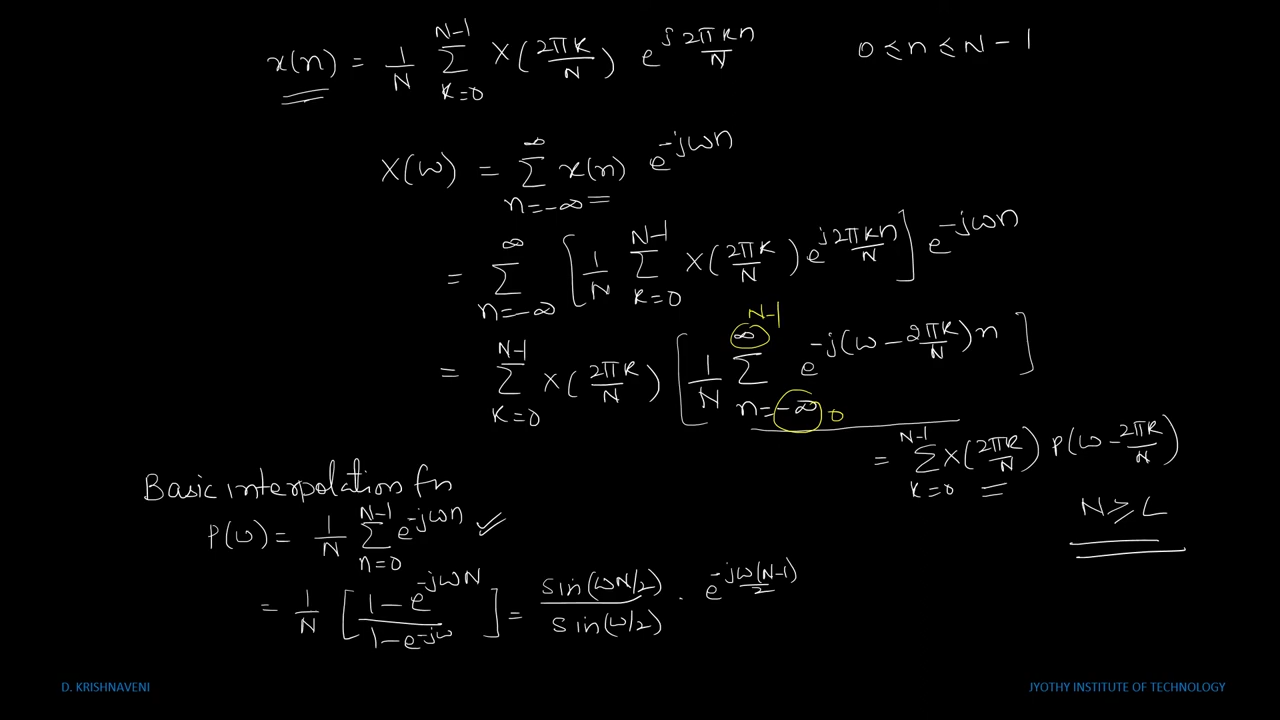 x(n) = 1/N Σ_{k=0}^{N-1} X(2πk/N) e^{j2πkn/N}    0 ≤ n ≤ N-1
X(ω) = Σ_{n=-∞}^{∞} x(n) e^{-jωn}
= Σ_{n=-∞}^{∞} [1/N Σ_{k=0}^{N-1} X(2πk/N) e^{j2πkn/N}] e^{-jωn}
N-1
= Σ_{k=0}^{N-1} X(2πk/N) [1/N Σ_{n=-∞}^{∞} e^{-j(ω - 2πk/N)n}]
0
= Σ_{k=0}^{N-1} X(2πk/N) P(ω - 2πk/N)
Basic interpolation fn
N ≥ L
P(ω) = 1/N Σ_{n=0}^{N-1} e^{-jωn} ✓
= 1/N [(1 - e^{-jωN})/(1 - e^{-jω})] = sin(ωN/2)/sin(ω/2) · e^{-jω(N-1)/2}
D. KRISHNAVENI
JYOTHY INSTITUTE OF TECHNOLOGY